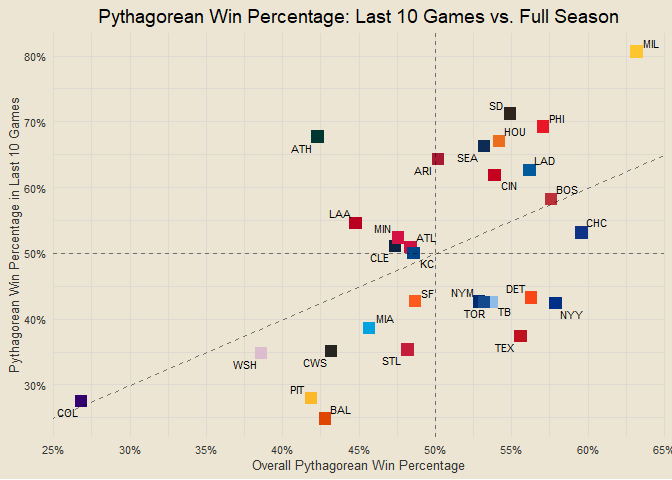 Pythagorean Win Percentage: Last 10 Games vs. Full Season
Pythagorean Win Percentage in Last 10 Games
80%
70%
60%
50%
40%
30%
MIL
SD
PHI
HOU
ATH
SEA
ARI
LAD
CIN
BOS
LAA
CHC
MIN
ATL
CLE
KC
SF
NYM
DET
TOR
TB
NYY
MIA
TEX
WSH
CWS
STL
PIT
COL
BAL
25%
30%
35%
40%
45%
50%
55%
60%
65%
Overall Pythagorean Win Percentage